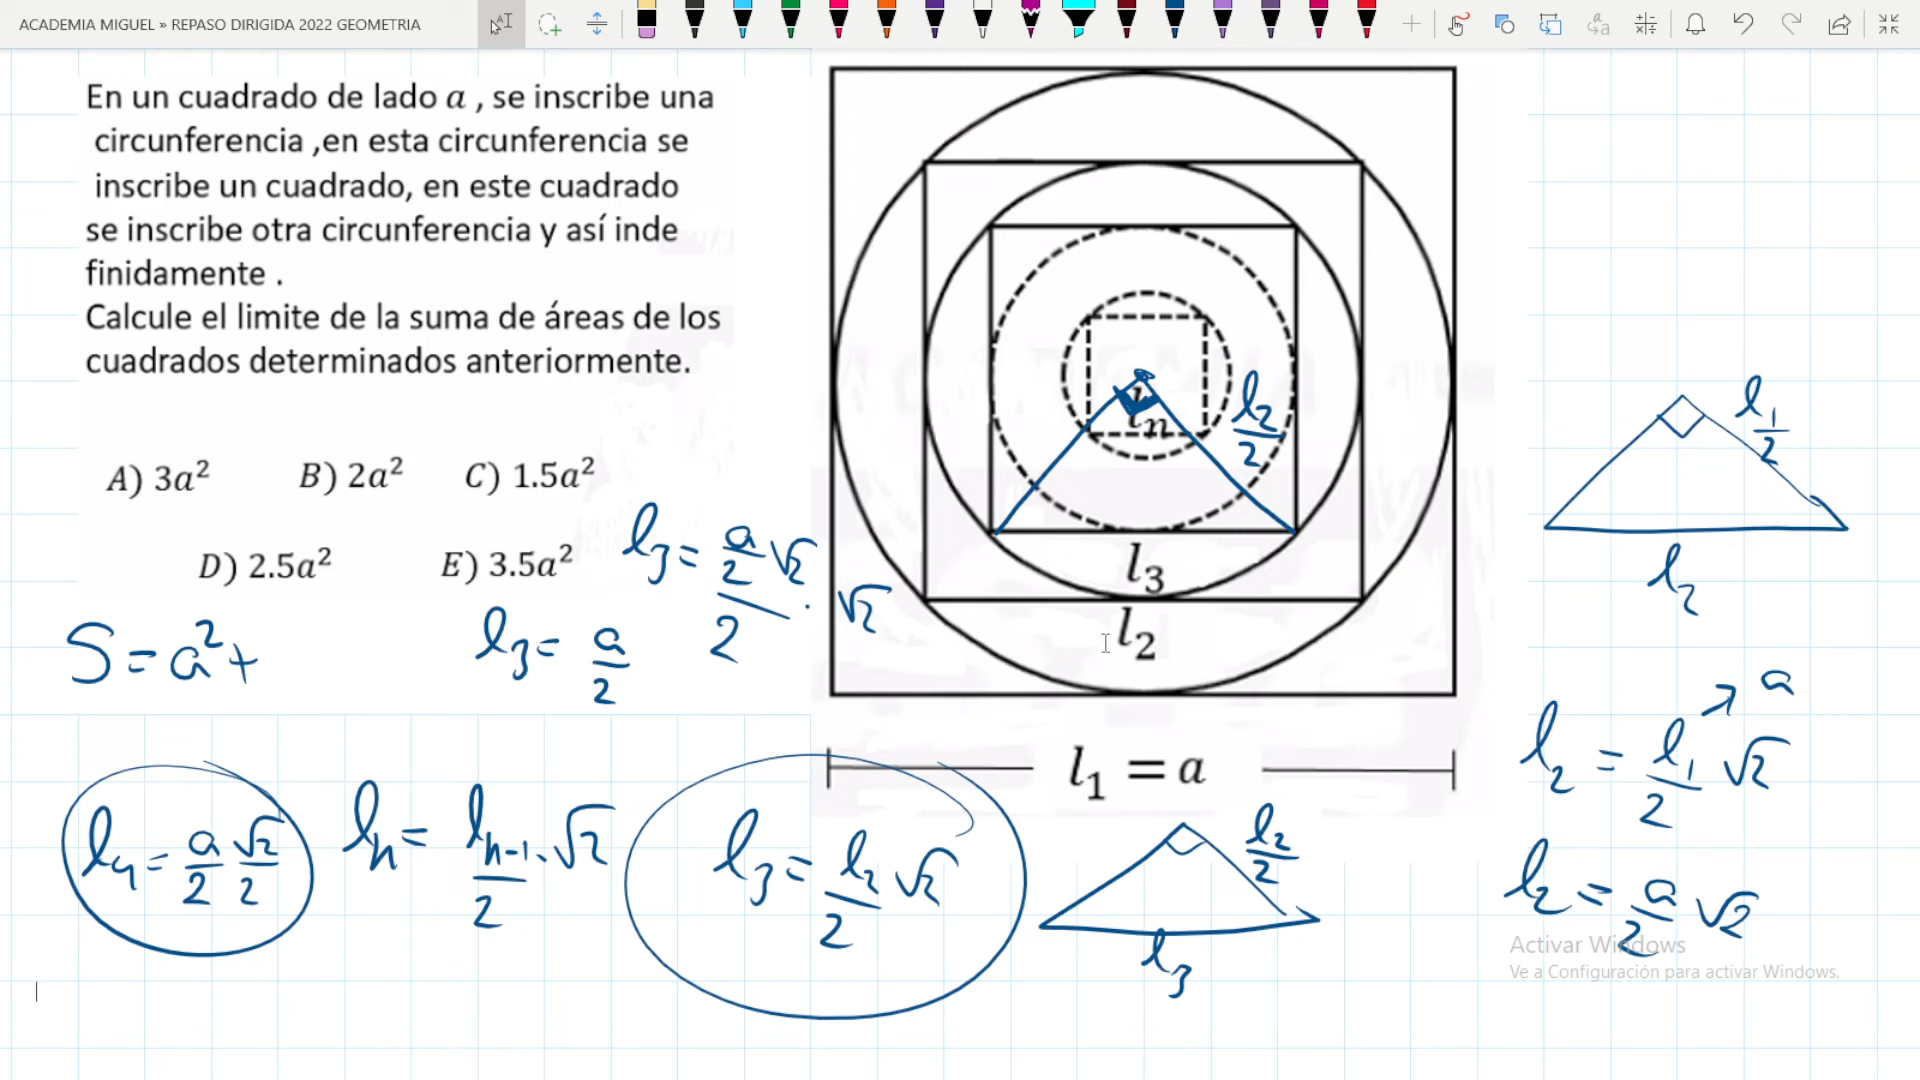 ACADEMIA MIGUEL » REPASO DIRIGIDA 2022 GEOMETRIA
En un cuadrado de lado a , se inscribe una
circunferencia ,en esta circunferencia se
inscribe un cuadrado, en este cuadrado
se inscribe otra circunferencia y así inde
finidamente .
Calcule el limite de la suma de áreas de los
cuadrados determinados anteriormente.
A) 3a² B) 2a² C) 1.5a²
D) 2.5a² E) 3.5a²
S = a² +
l₃ = a/2
l₃ = (a/2 √2)/2 . √2
l₄ = a/2 √2/2
lₙ = lₙ₋₁/2 . √2
l₃ = l₂/2 √2
lₙ
l₂/2
l₃
l₂
l₁ = a
l₂/2
l₃
l₁/2
l₂
a
l₂ = l₁/2 √2
l₂ = a/2 √2
Activar Windows
Ve a Configuración para activar Windows.